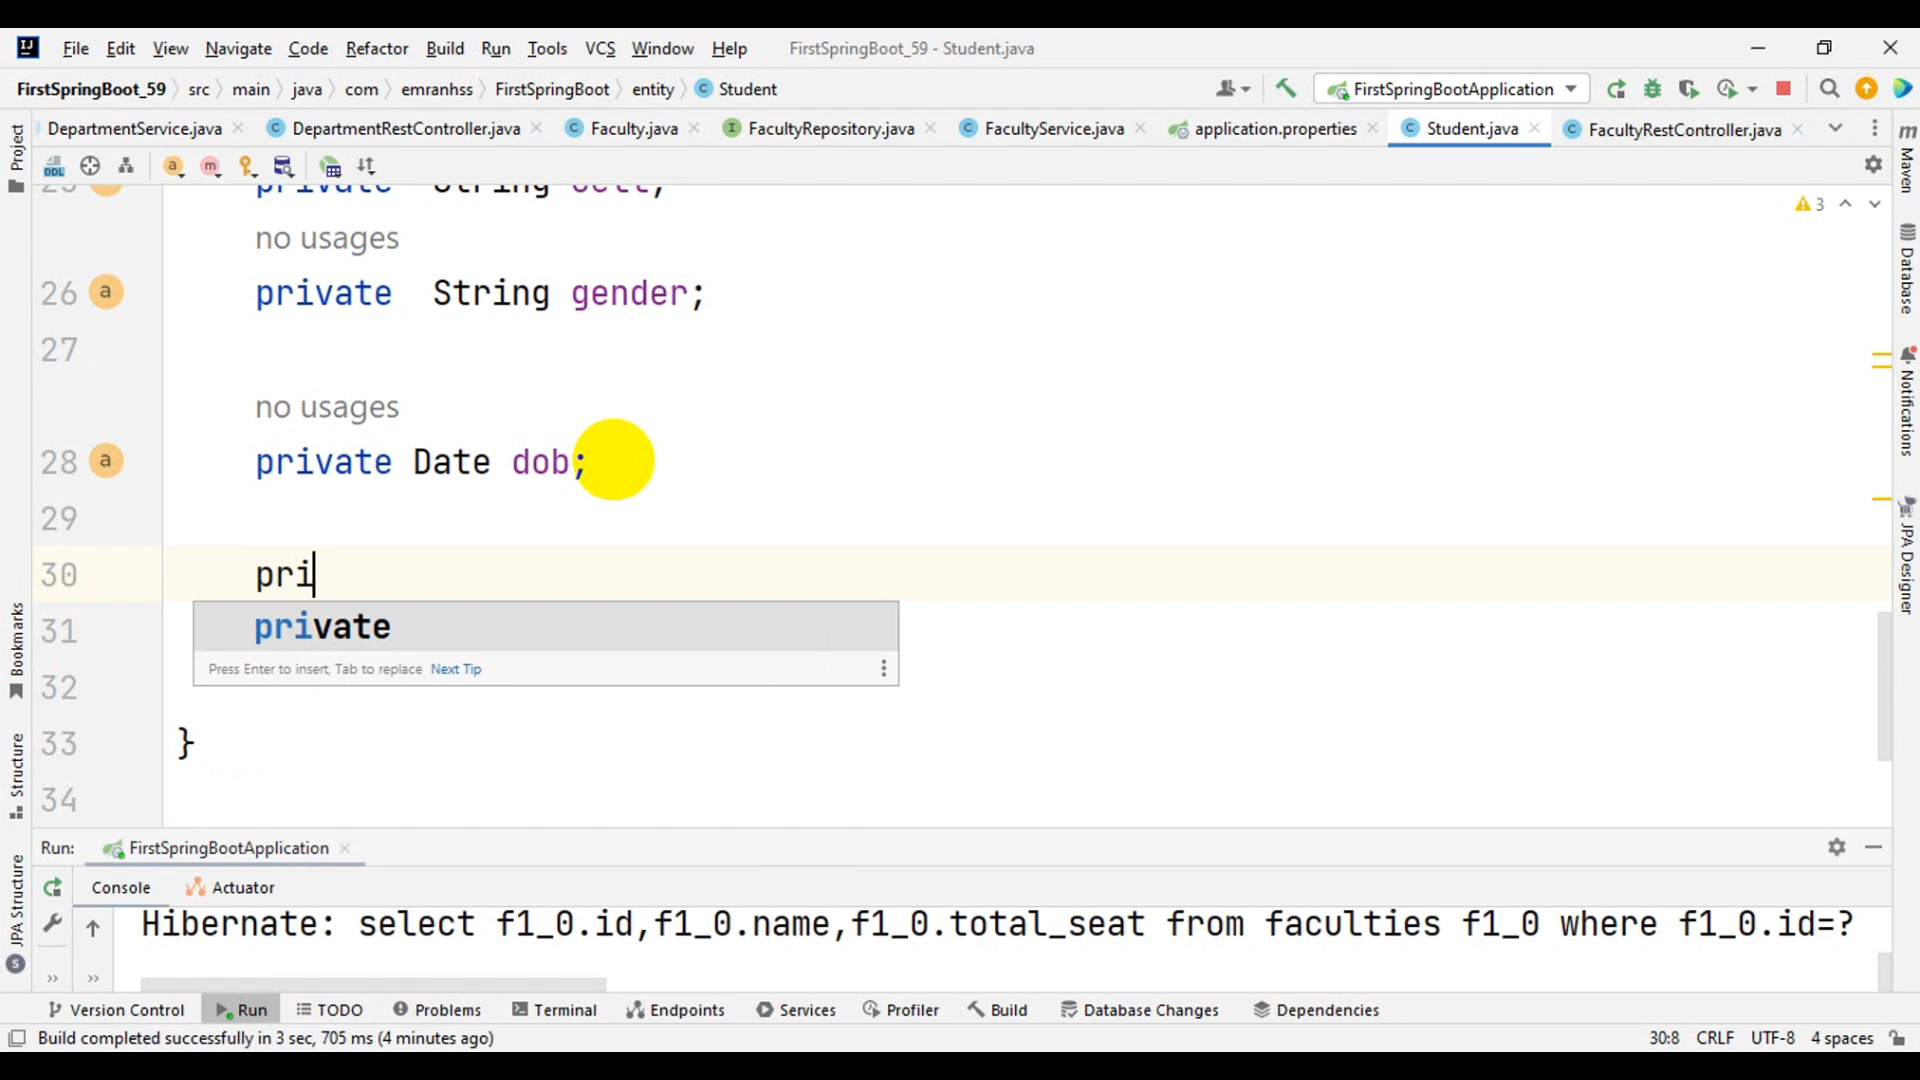 File Edit View Navigate Code Refactor Build Run Tools VCS Window Help FirstSpringBoot_59 - Student.java
FirstSpringBoot_59 src main java com emranhss FirstSpringBoot entity Student FirstSpringBootApplication
DepartmentService.java DepartmentRestController.java Faculty.java FacultyRepository.java FacultyService.java application.properties Student.java FacultyRestController.java
DDL a m
private String cell;
3
no usages
26 a private  String gender;
27
no usages
28 a private Date dob;
29
30 pri
31 private
Press Enter to insert, Tab to replace Next Tip
32
33 }
34
Run: FirstSpringBootApplication
Console Actuator
Hibernate: select f1_0.id,f1_0.name,f1_0.total_seat from faculties f1_0 where f1_0.id=?
Version Control Run TODO Problems Terminal Endpoints Services Profiler Build Database Changes Dependencies
Build completed successfully in 3 sec, 705 ms (4 minutes ago) 30:8 CRLF UTF-8 4 spaces
Project
Bookmarks
Structure
JPA Structure
Maven
Database
Notifications
JPA Designer